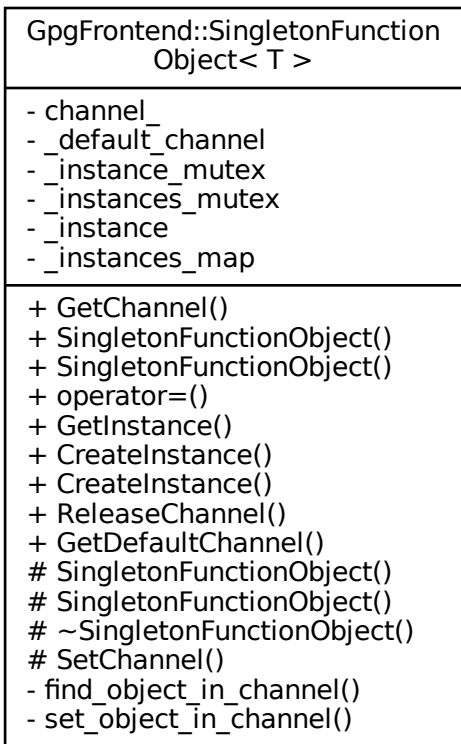 GpgFrontend::SingletonFunction
Object< T >
- channel_
- _default_channel
- _instance_mutex
- _instances_mutex
- _instance
- _instances_map
+ GetChannel()
+ SingletonFunctionObject()
+ SingletonFunctionObject()
+ operator=()
+ GetInstance()
+ CreateInstance()
+ CreateInstance()
+ ReleaseChannel()
+ GetDefaultChannel()
# SingletonFunctionObject()
# SingletonFunctionObject()
# ~SingletonFunctionObject()
# SetChannel()
- find_object_in_channel()
- set_object_in_channel()